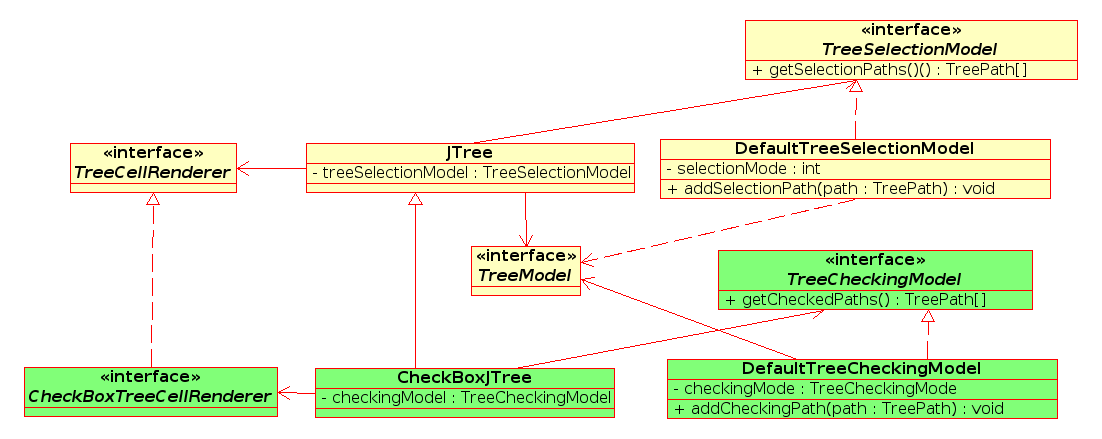 «interface»
TreeSelectionModel
+ getSelectionPaths()() : TreePath[]
«interface»
TreeCellRenderer
JTree
- treeSelectionModel : TreeSelectionModel
DefaultTreeSelectionModel
- selectionMode : int
+ addSelectionPath(path : TreePath) : void
«interface»
TreeModel
«interface»
TreeCheckingModel
+ getCheckedPaths() : TreePath[]
«interface»
CheckBoxTreeCellRenderer
CheckBoxJTree
- checkingModel : TreeCheckingModel
DefaultTreeCheckingModel
- checkingMode : TreeCheckingMode
+ addCheckingPath(path : TreePath) : void